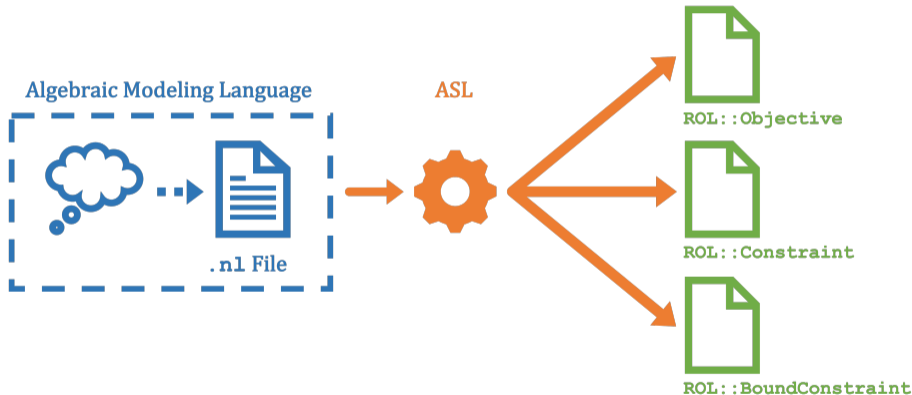 Algebraic Modeling Language
ASL
.nl File
ROL::Objective
ROL::Constraint
ROL::BoundConstraint